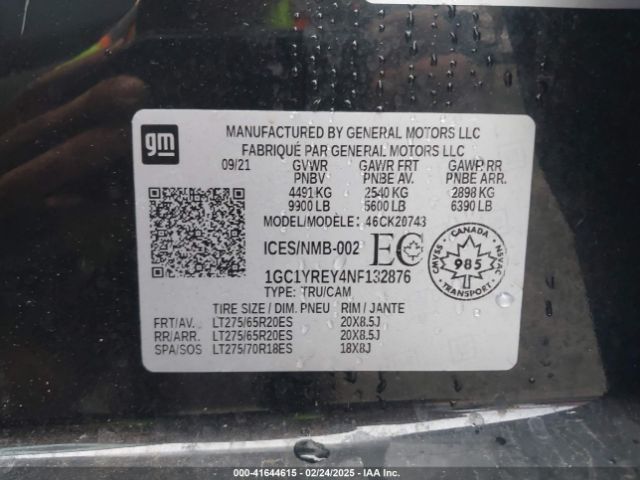 gm
MANUFACTURED BY GENERAL MOTORS LLC
FABRIQUÉ PAR GENERAL MOTORS LLC
09/21 GVWR GAWR FRT GAWR RR
PNBV PNBE AV. PNBE ARR.
4491 KG 2540 KG 2898 KG
9900 LB 5600 LB 6390 LB
MODEL/MODÈLE: 46CK20743
ICES/NMB-002 EC
CANADA
CMVSS 985 NSVAC
TRANSPORT
1GC1YREY4NF132876
TYPE: TRU/CAM
TIRE SIZE / DIM. PNEU RIM / JANTE
FRT/AV. LT275/65R20ES 20X8.5J
RR/ARR. LT275/65R20ES 20X8.5J
SPA/SOS LT275/70R18ES 18X8J
000-41644615 - 02/24/2025 - IAA Inc.